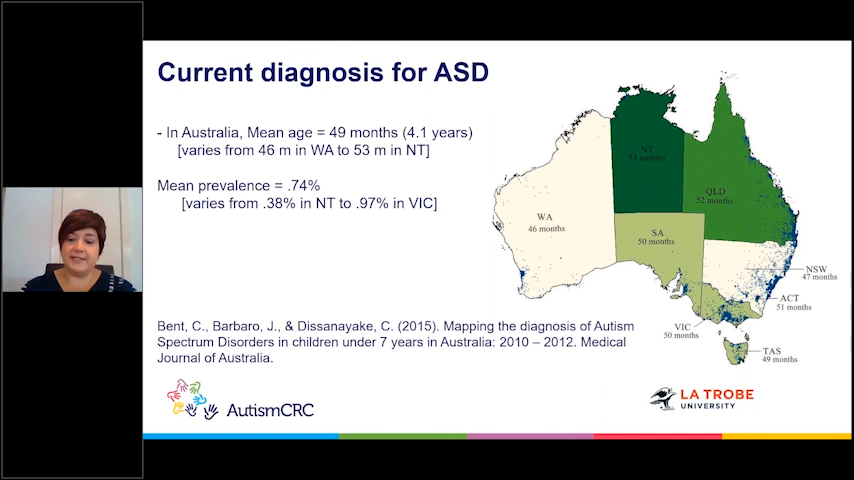 Current diagnosis for ASD
- In Australia, Mean age = 49 months (4.1 years)
[varies from 46 m in WA to 53 m in NT]
Mean prevalence = .74%
[varies from .38% in NT to .97% in VIC]
NT
53 months
QLD
52 months
WA
46 months
SA
50 months
NSW
47 months
ACT
51 months
VIC
50 months
TAS
49 months
Bent, C., Barbaro, J., & Dissanayake, C. (2015). Mapping the diagnosis of Autism
Spectrum Disorders in children under 7 years in Australia: 2010 – 2012. Medical
Journal of Australia.
AutismCRC
LA TROBE
UNIVERSITY